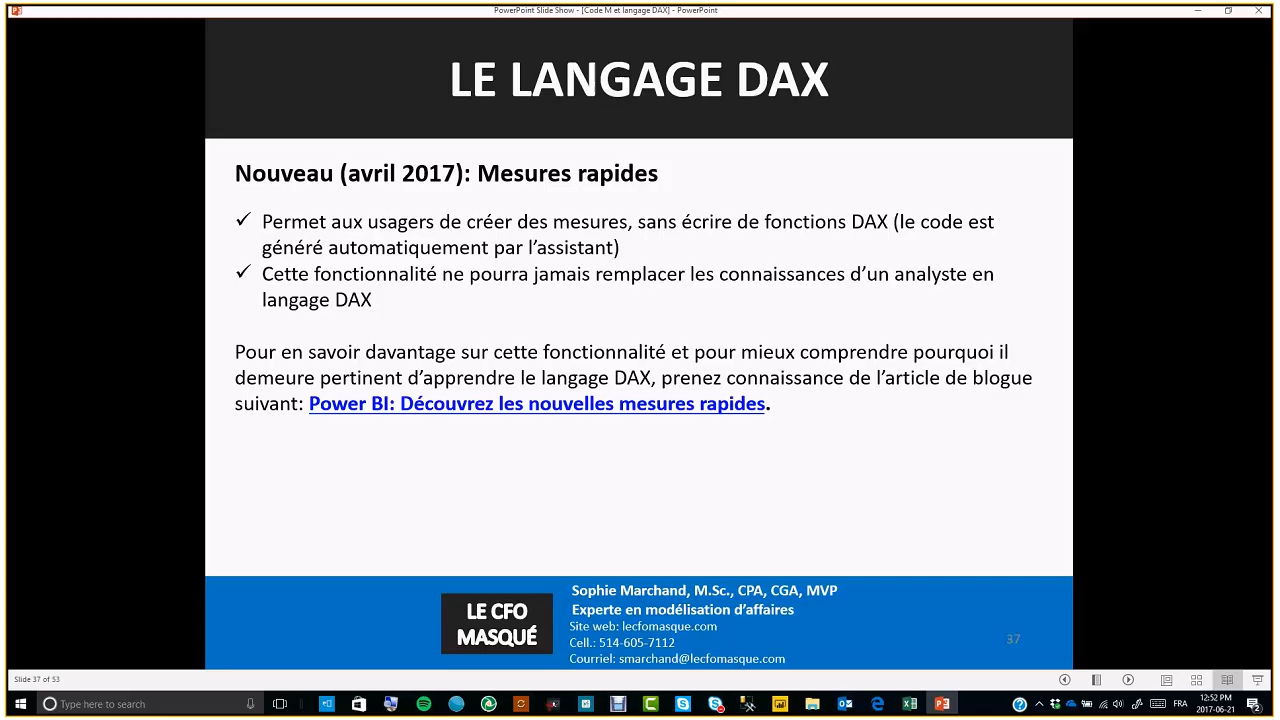 PowerPoint Slide Show - [Code M et langage DAX] - PowerPoint
LE LANGAGE DAX
Nouveau (avril 2017): Mesures rapides
✓ Permet aux usagers de créer des mesures, sans écrire de fonctions DAX (le code est
généré automatiquement par l’assistant)
✓ Cette fonctionnalité ne pourra jamais remplacer les connaissances d’un analyste en
langage DAX
Pour en savoir davantage sur cette fonctionnalité et pour mieux comprendre pourquoi il
demeure pertinent d’apprendre le langage DAX, prenez connaissance de l’article de blogue
suivant: Power BI: Découvrez les nouvelles mesures rapides.
LE CFO
MASQUÉ
Sophie Marchand, M.Sc., CPA, CGA, MVP
Experte en modélisation d’affaires
Site web: lecfomasque.com
Cell.: 514-605-7112
Courriel: smarchand@lecfomasque.com
37
Slide 37 of 53
Type here to search
FRA
12:52 PM
2017-06-21